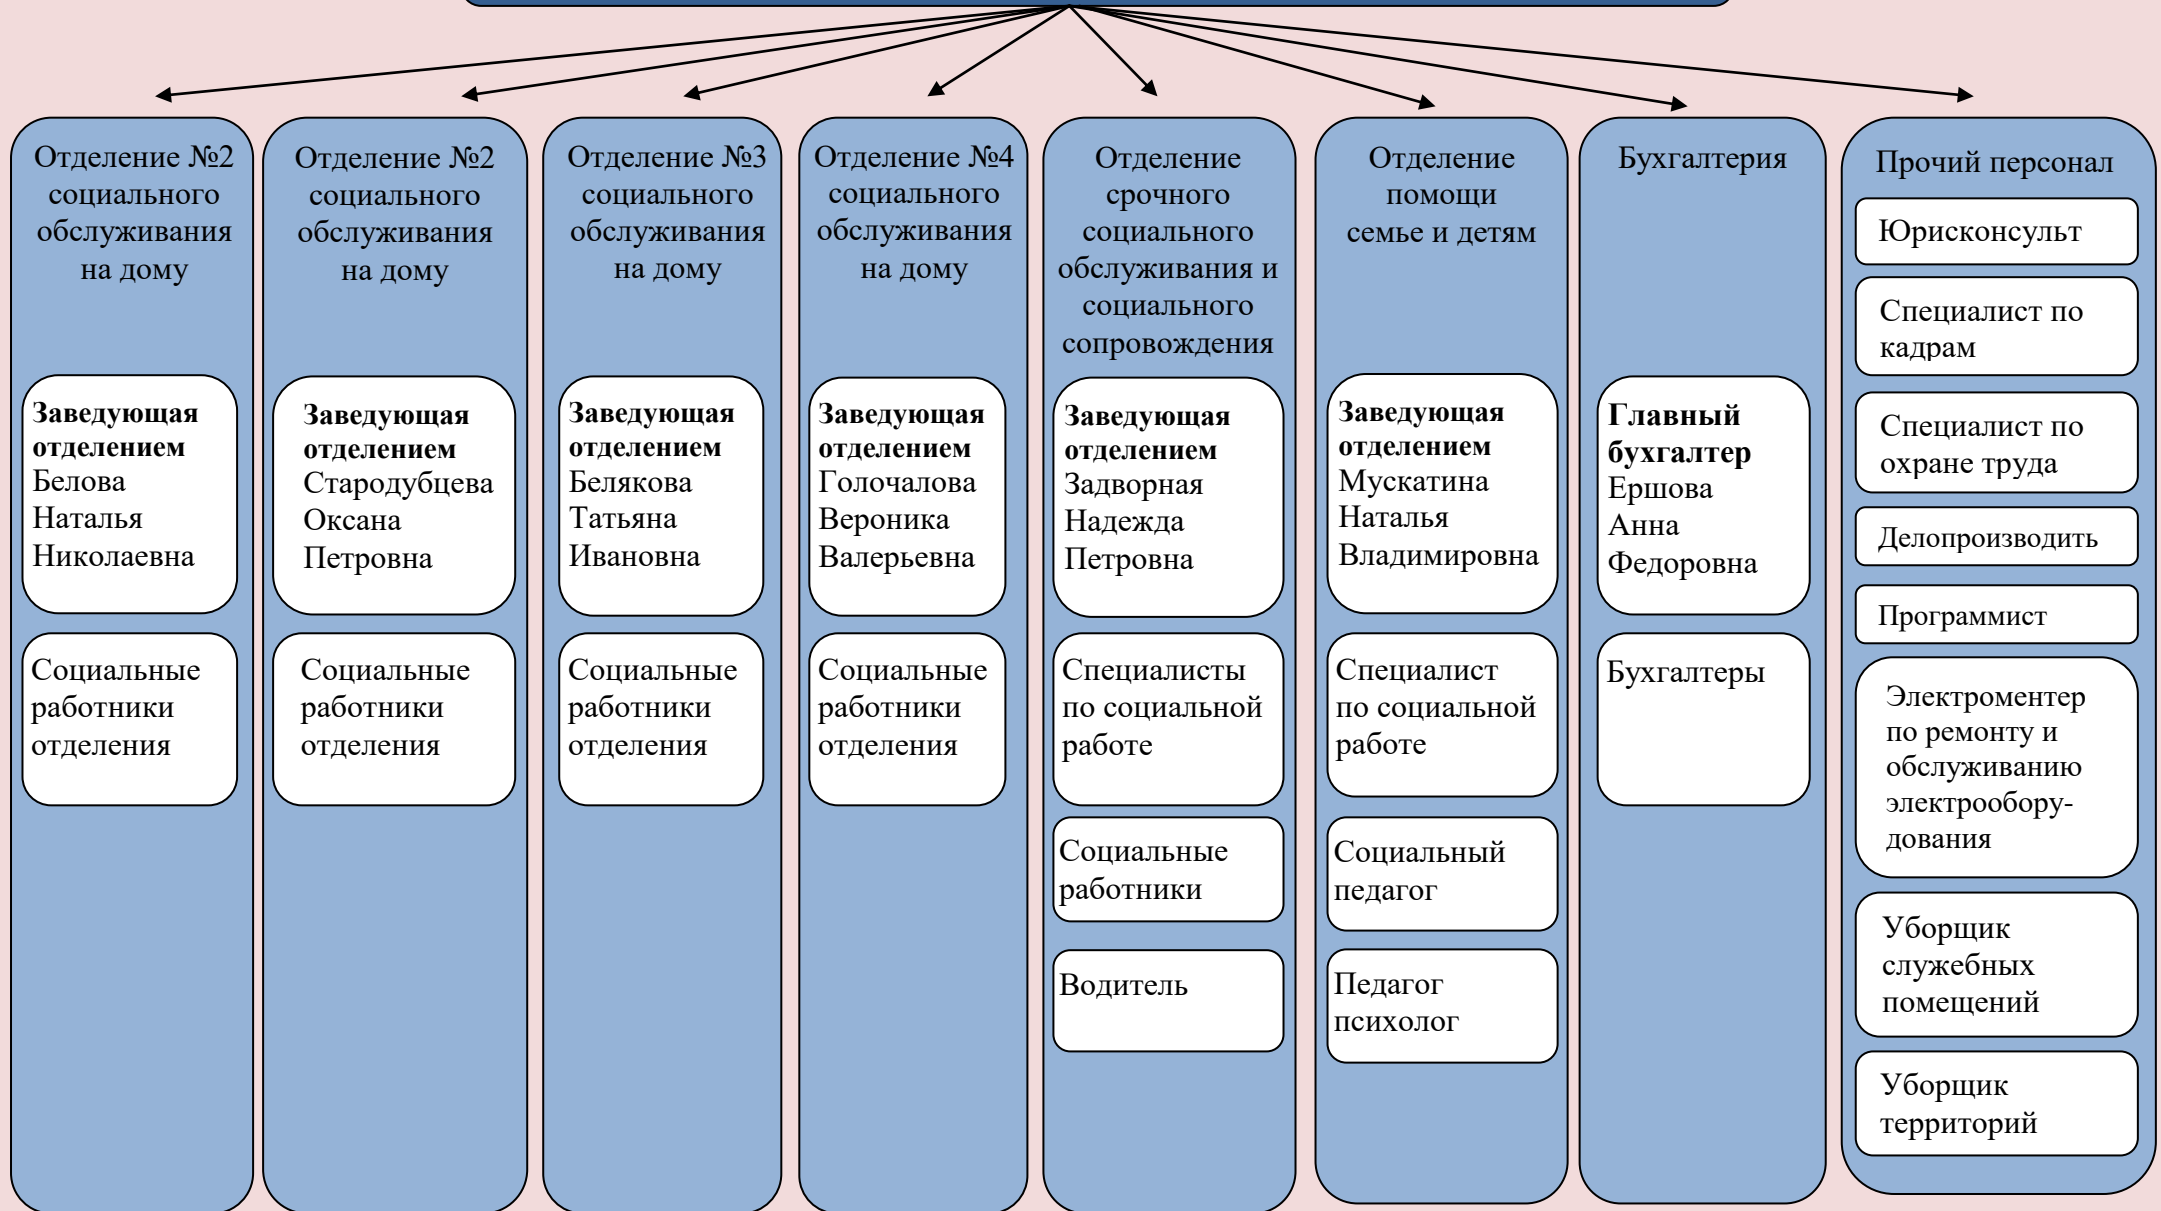 Отделение №2
социального
обслуживания
на дому
Заведующая
отделением
Белова
Наталья
Николаевна
Социальные
работники
отделения
Отделение №2
социального
обслуживания
на дому
Заведующая
отделением
Стародубцева
Оксана
Петровна
Социальные
работники
отделения
Отделение №3
социального
обслуживания
на дому
Заведующая
отделением
Белякова
Татьяна
Ивановна
Социальные
работники
отделения
Отделение №4
социального
обслуживания
на дому
Заведующая
отделением
Голочалова
Вероника
Валерьевна
Социальные
работники
отделения
Отделение
срочного
социального
обслуживания и
социального
сопровождения
Заведующая
отделением
Задворная
Надежда
Петровна
Специалисты
по социальной
работе
Социальные
работники
Водитель
Отделение
помощи
семье и детям
Заведующая
отделением
Мускатина
Наталья
Владимировна
Специалист
по социальной
работе
Социальный
педагог
Педагог
психолог
Бухгалтерия
Главный
бухгалтер
Ершова
Анна
Федоровна
Бухгалтеры
Прочий персонал
Юрисконсульт
Специалист по
кадрам
Специалист по
охране труда
Делопроизводить
Программист
Электроментер
по ремонту и
обслуживанию
электрообору-
дования
Уборщик
служебных
помещений
Уборщик
территорий